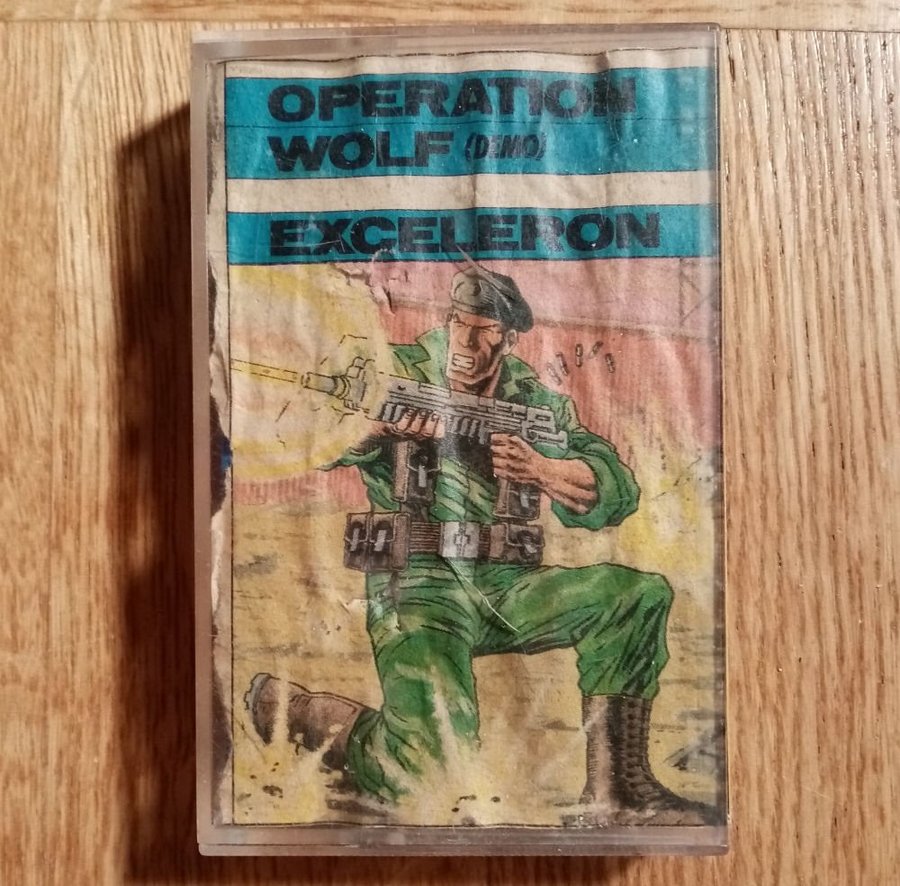 OPERATION
WOLF (DEMO)
EXCELERON